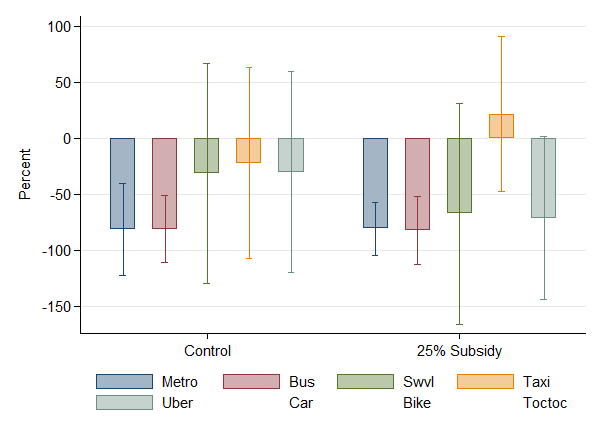 100
50
0
-50
-100
-150
Percent
Control 25% Subsidy
Metro Bus Swvl Taxi
Uber Car Bike Toctoc